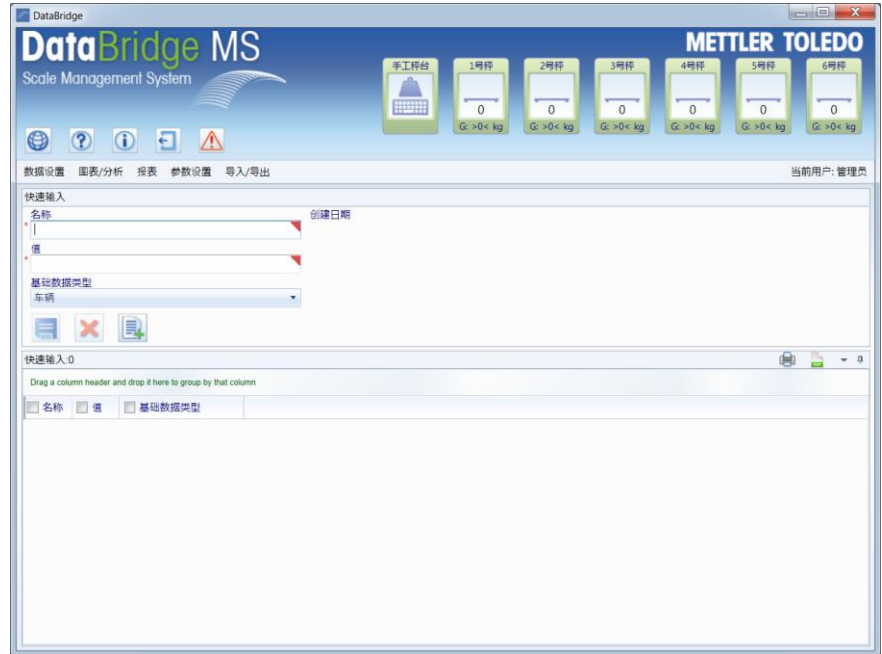 DataBridge
DataBridge MS
Scale Management System
METTLER TOLEDO
手工秤台 1号秤 2号秤 3号秤 4号秤 5号秤 6号秤
0 0 0 0 0 0
G: >0< kg G: >0< kg G: >0< kg G: >0< kg G: >0< kg G: >0< kg
数据设置 图表/分析 报表 参数设置 导入/导出 当前用户: 管理员
快速输入
名称 创建日期
*
值
*
基础数据类型
车辆
快速输入:0
Drag a column header and drop it here to group by that column
名称 值 基础数据类型